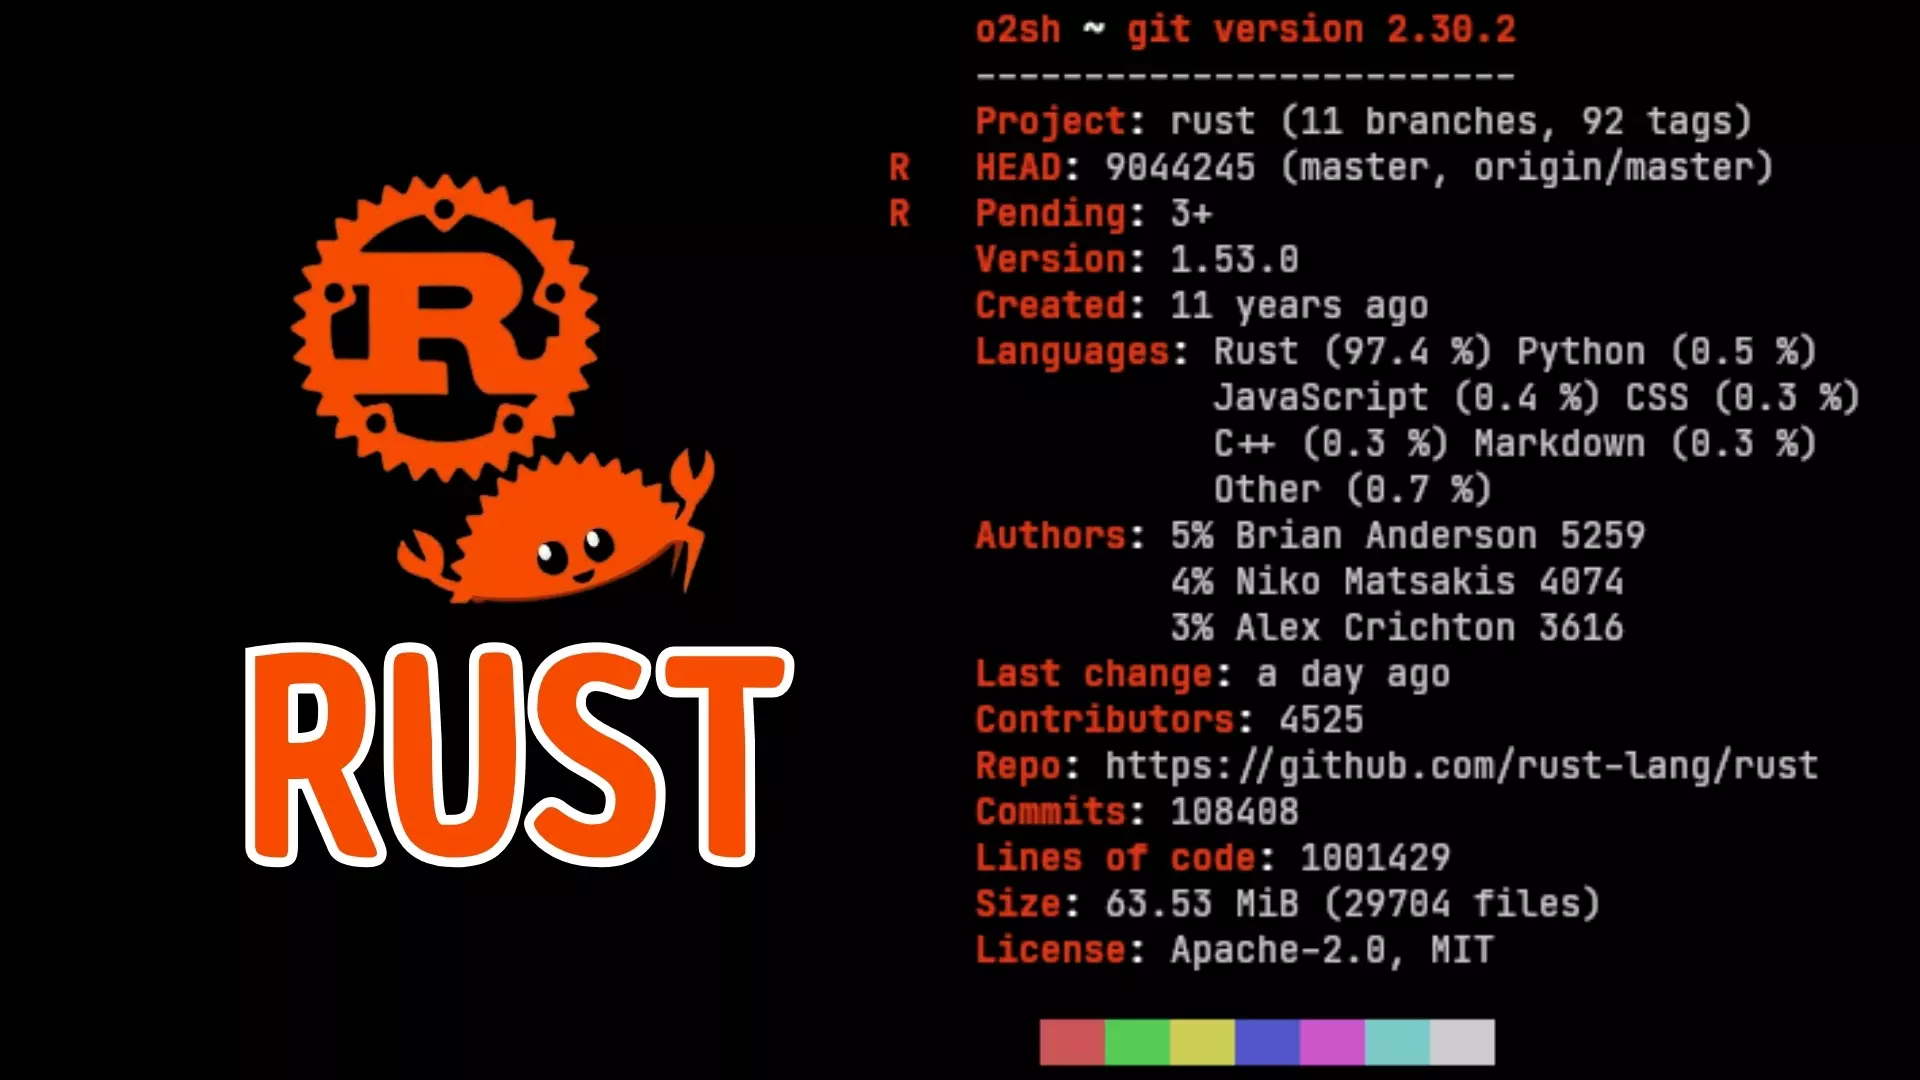 R
RUST
o2sh ~ git version 2.30.2
-------------------------
Project: rust (11 branches, 92 tags)
R HEAD: 9044245 (master, origin/master)
R Pending: 3+
Version: 1.53.0
Created: 11 years ago
Languages: Rust (97.4 %) Python (0.5 %)
JavaScript (0.4 %) CSS (0.3 %)
C++ (0.3 %) Markdown (0.3 %)
Other (0.7 %)
Authors: 5% Brian Anderson 5259
4% Niko Matsakis 4074
3% Alex Crichton 3616
Last change: a day ago
Contributors: 4525
Repo: https://github.com/rust-lang/rust
Commits: 108408
Lines of code: 1001429
Size: 63.53 MiB (29704 files)
License: Apache-2.0, MIT